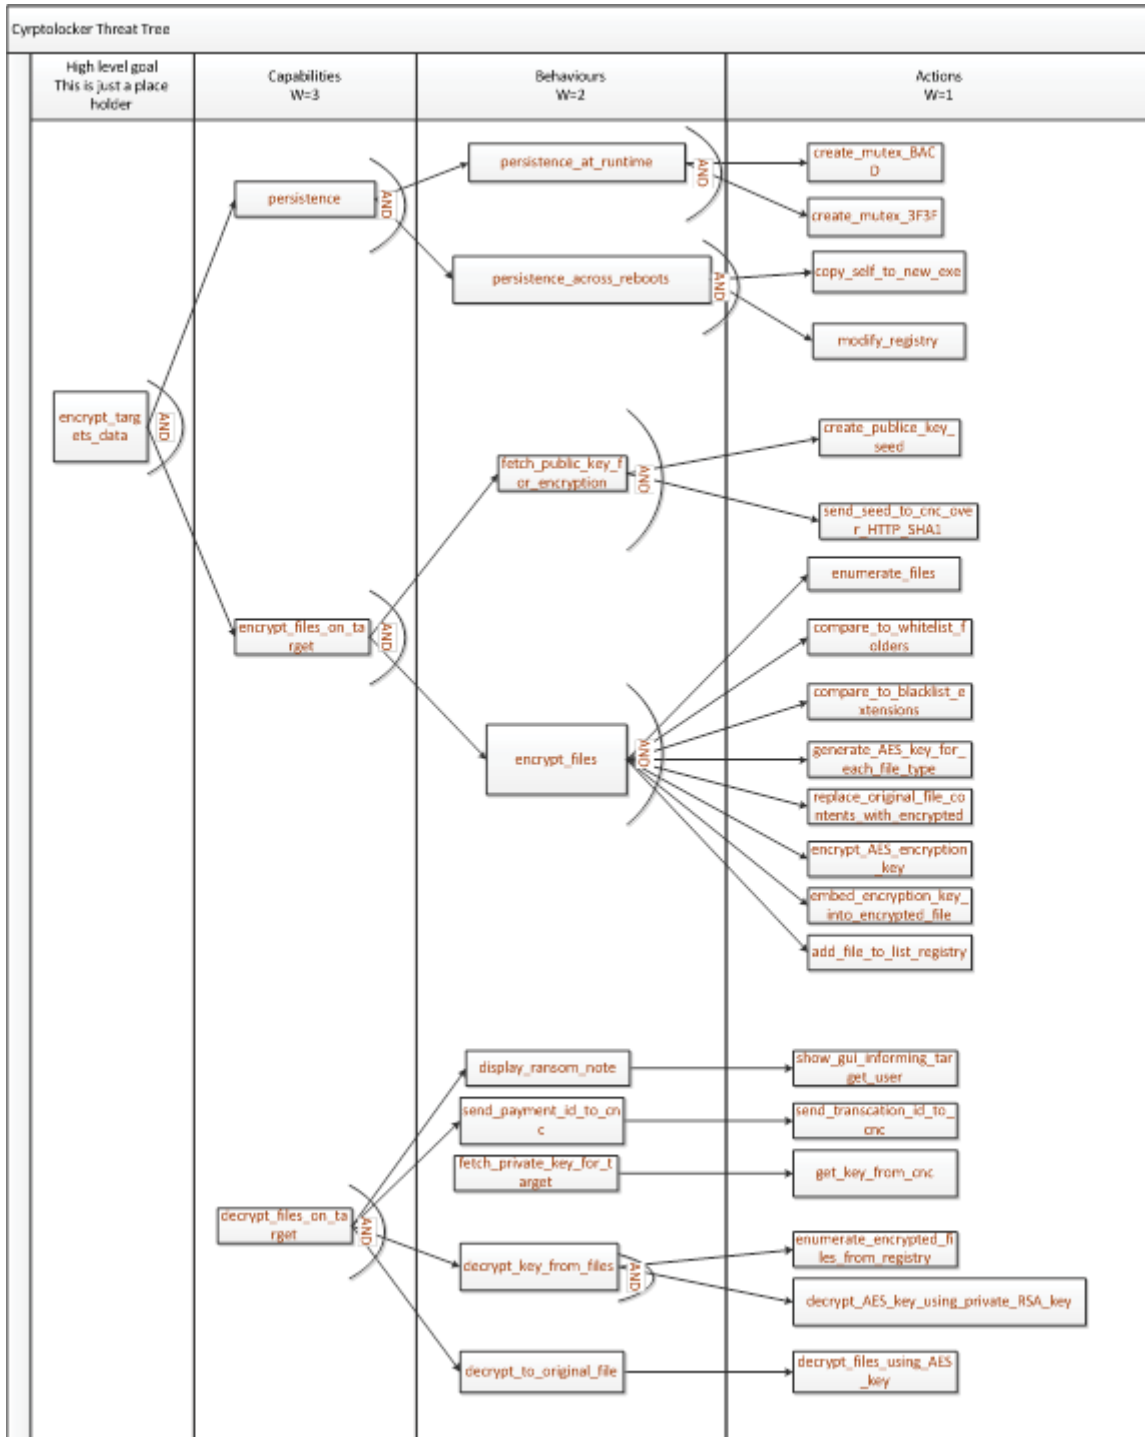 Cyrptolocker Threat Tree
High level goal
This is just a place
holder
Capabilities
W=3
Behaviours
W=2
Actions
W=1
persistence
AND
persistence_at_runtime
AND
create_mutex_BAC
D
create_mutex_3F3F
persistence_across_reboots
AND
copy_self_to_new_exe
modify_registry
encrypt_targ
ets_data
AND
fetch_public_key_f
or_encryption
AND
create_publice_key_
seed
send_seed_to_cnc_ove
r_HTTP_SHA1
encrypt_files_on_ta
rget
AND
encrypt_files
AND
enumerate_files
compare_to_whitelist_f
olders
compare_to_blacklist_e
xtensions
generate_AES_key_for_
each_file_type
replace_original_file_co
ntents_with_encrypted
encrypt_AES_encryption
_key
embed_encryption_key_
into_encrypted_file
add_file_to_list_registry
display_ransom_note
show_gui_informing_tar
get_user
send_payment_id_to_cn
c
send_transcation_id_to_
cnc
fetch_private_key_for_t
arget
get_key_from_cnc
decrypt_files_on_ta
rget
AND
decrypt_key_from_files
AND
enumerate_encrypted_fi
les_from_registry
decrypt_AES_key_using_private_RSA_key
decrypt_to_original_file
decrypt_files_using_AES
_key